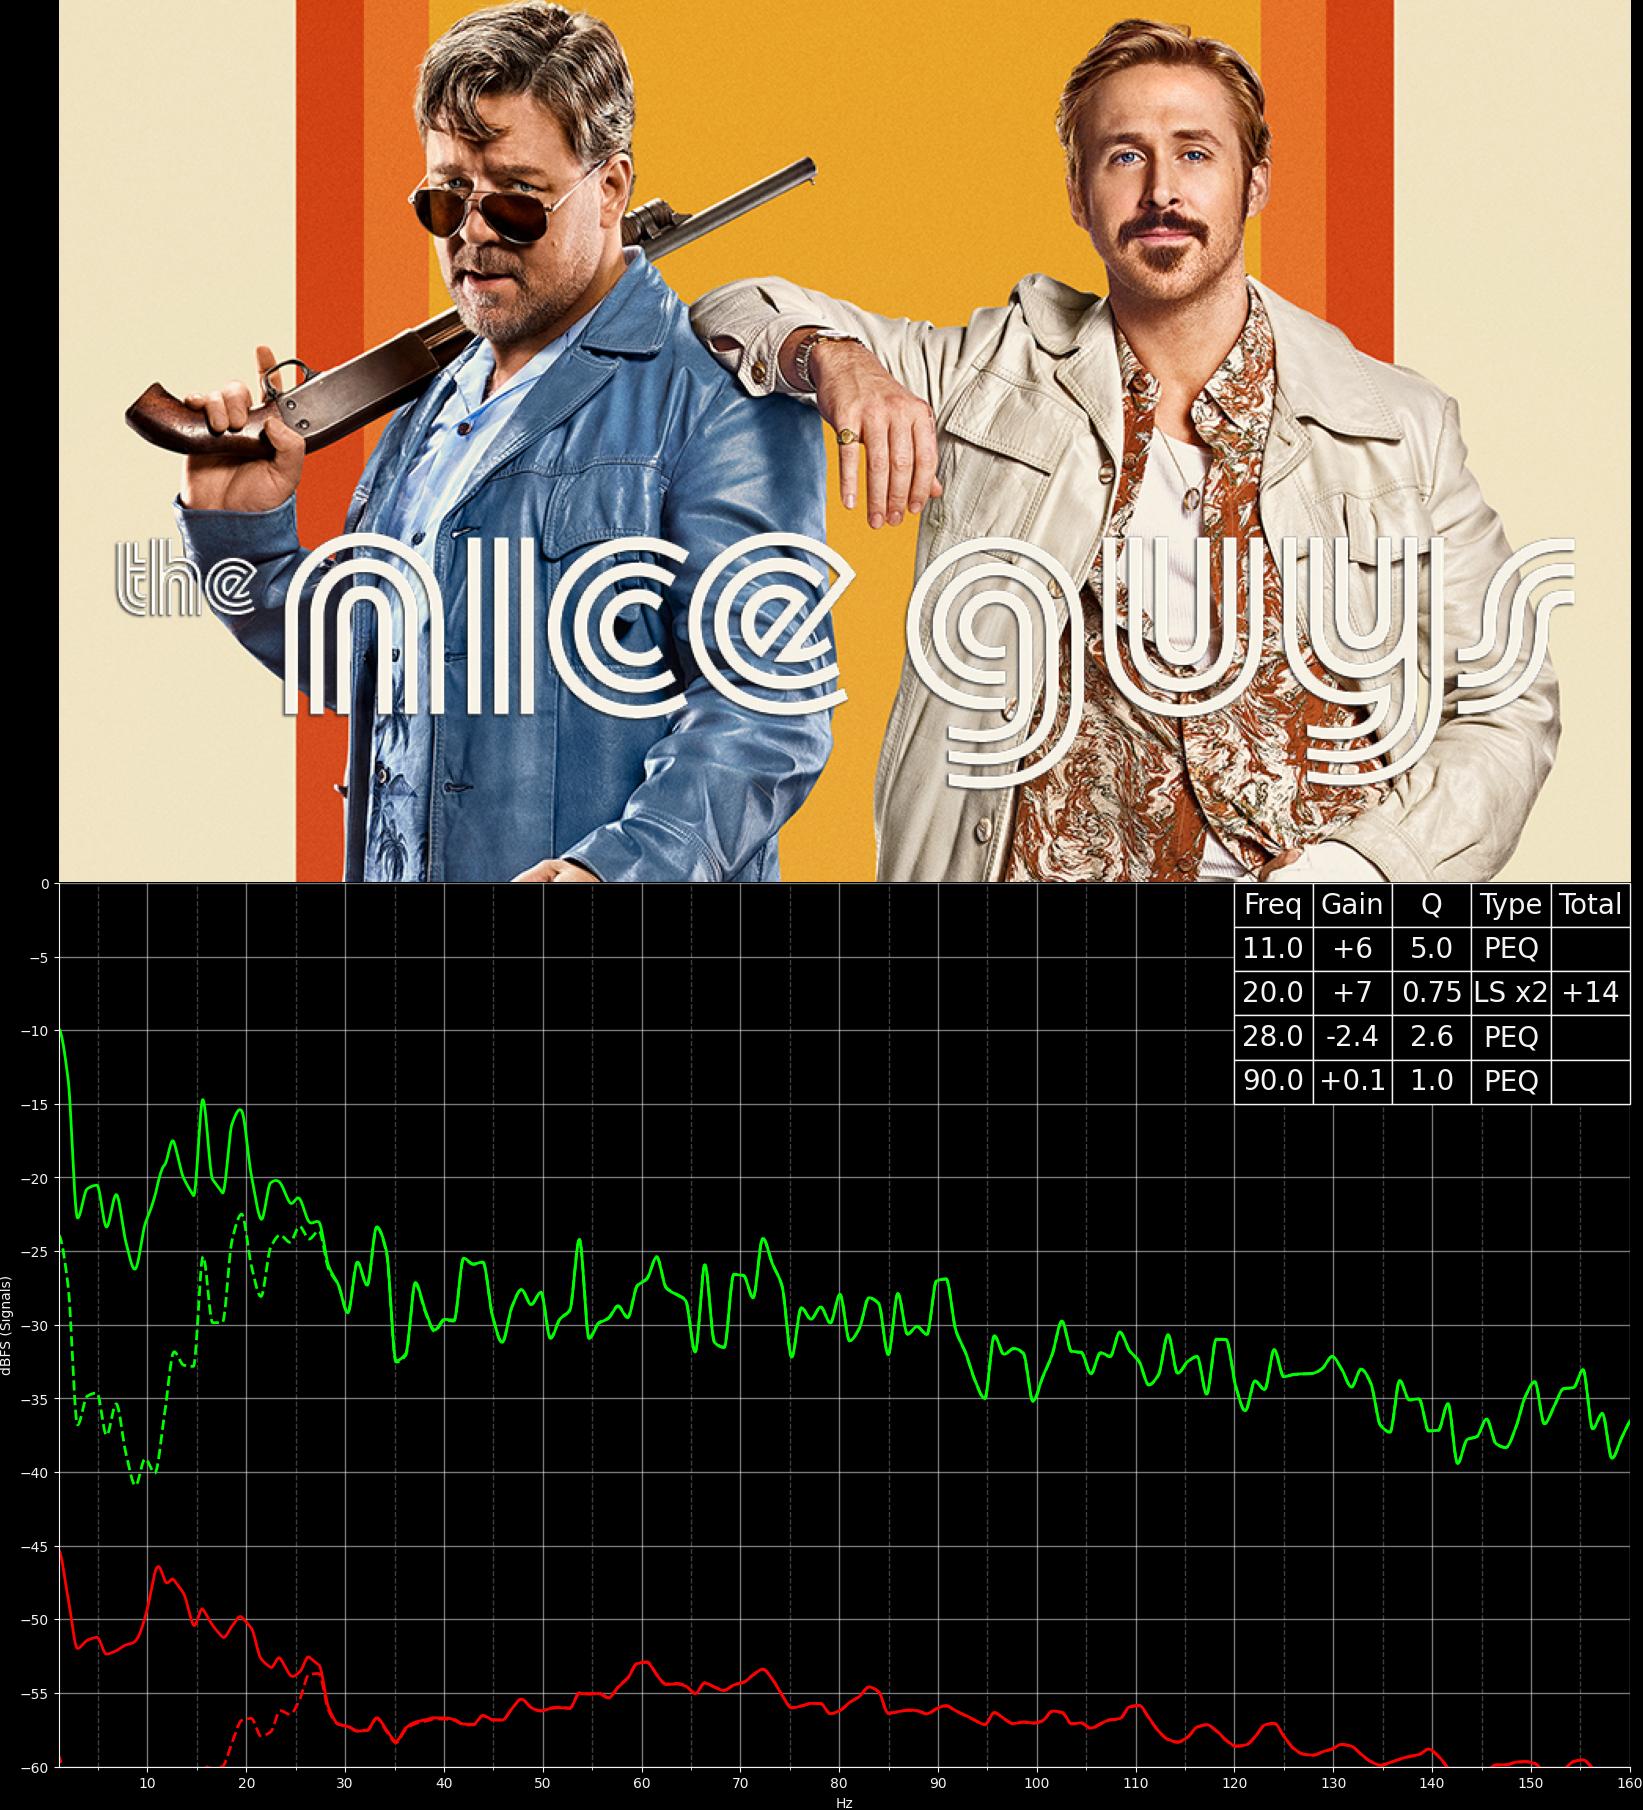 the nice guys
Freq Gain Q Type Total
11.0 +6 5.0 PEQ
20.0 +7 0.75 LS x2 +14
28.0 -2.4 2.6 PEQ
90.0 +0.1 1.0 PEQ
0
−5
−10
−15
−20
−25
−30
−35
−40
−45
−50
−55
−60
dBFS (Signals)
10 20 30 40 50 60 70 80 90 100 110 120 130 140 150 160
Hz